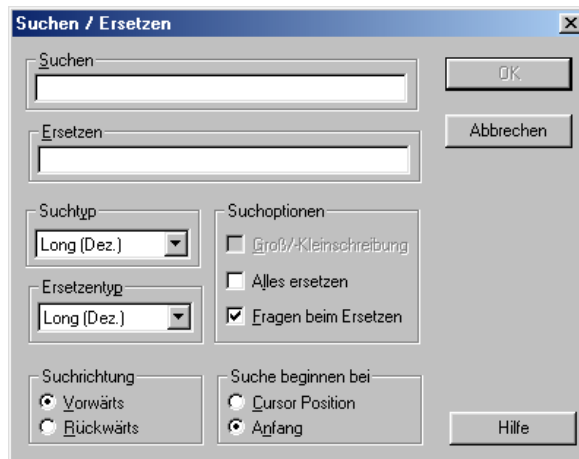 Suchen / Ersetzen
Suchen
OK
Ersetzen
Abbrechen
Suchtyp
Long (Dez.)
Ersetzentyp
Long (Dez.)
Suchoptionen
Groß/-Kleinschreibung
Alles ersetzen
Fragen beim Ersetzen
Suchrichtung
Vorwärts
Rückwärts
Suche beginnen bei
Cursor Position
Anfang
Hilfe